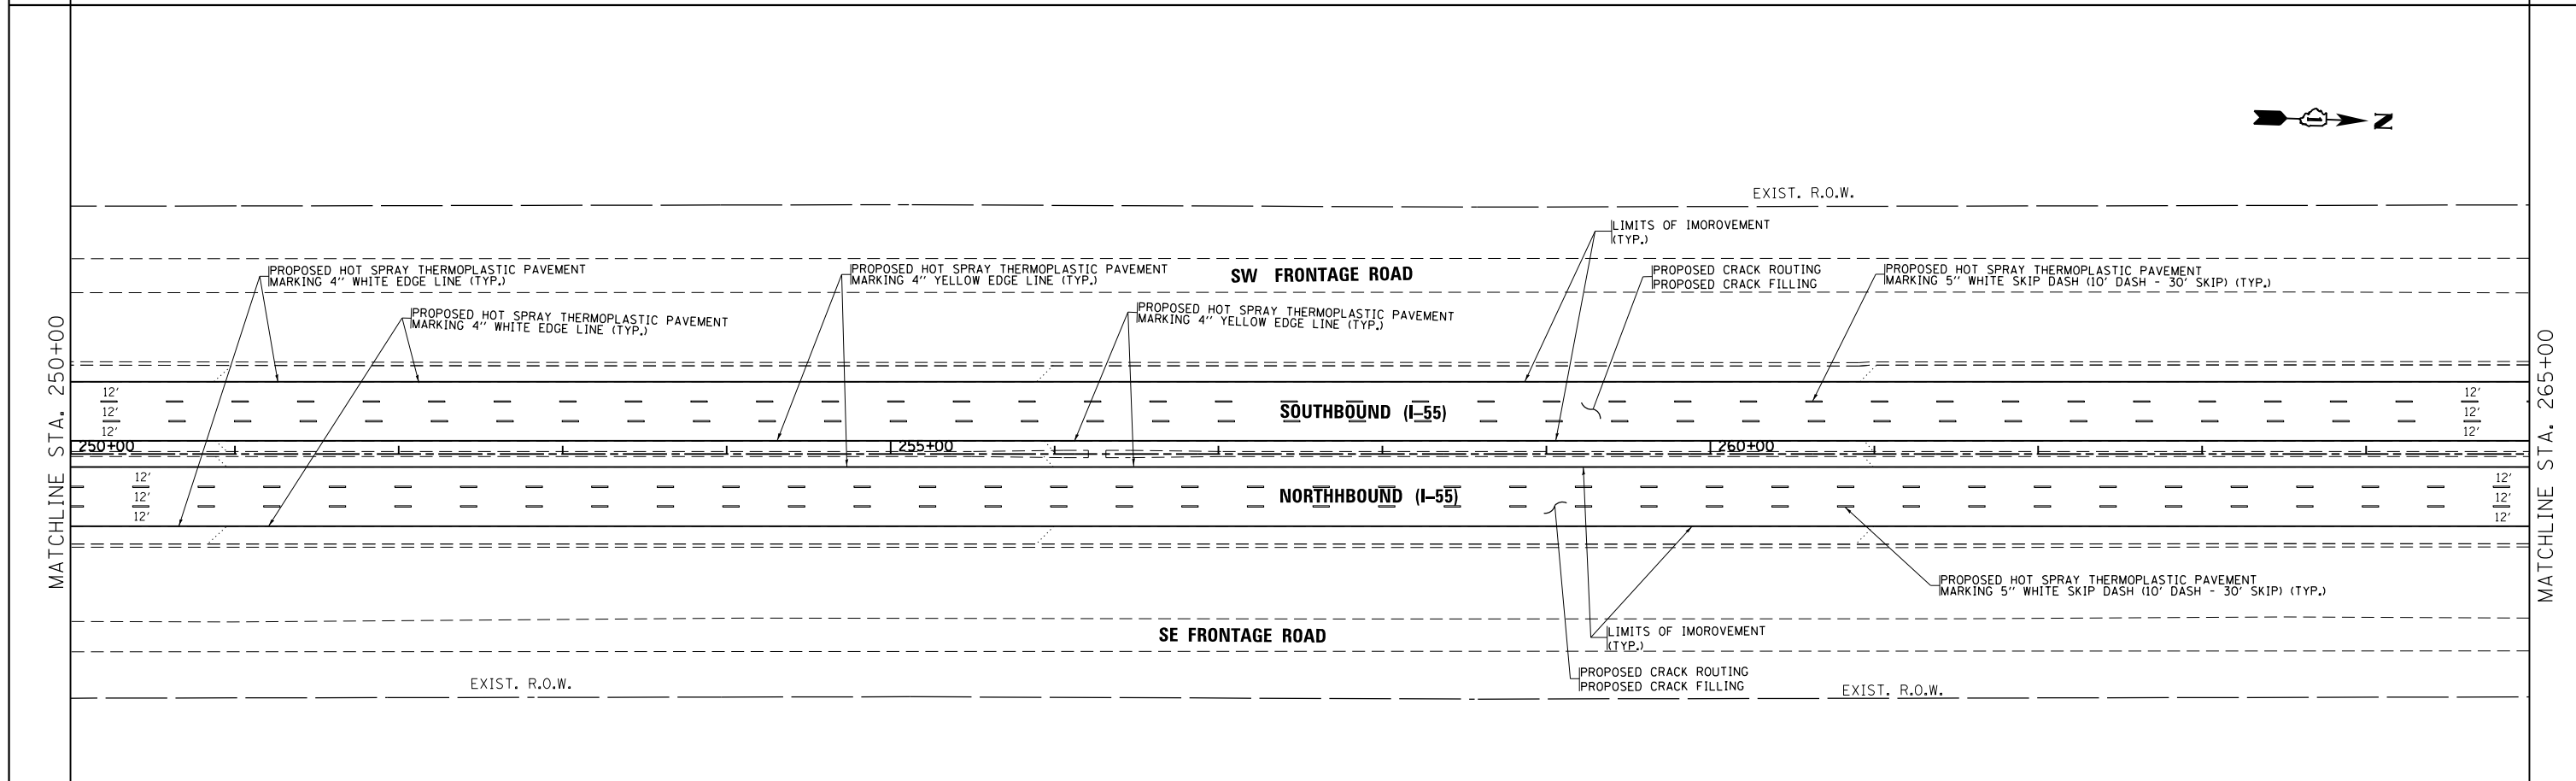 N
EXIST. R.O.W.
LIMITS OF IMOROVEMENT
(TYP.)
PROPOSED HOT SPRAY THERMOPLASTIC PAVEMENT
MARKING 4" WHITE EDGE LINE (TYP.)
PROPOSED HOT SPRAY THERMOPLASTIC PAVEMENT
MARKING 4" YELLOW EDGE LINE (TYP.)
SW FRONTAGE ROAD
PROPOSED CRACK ROUTING
PROPOSED CRACK FILLING
PROPOSED HOT SPRAY THERMOPLASTIC PAVEMENT
MARKING 5" WHITE SKIP DASH (10' DASH - 30' SKIP) (TYP.)
PROPOSED HOT SPRAY THERMOPLASTIC PAVEMENT
MARKING 4" WHITE EDGE LINE (TYP.)
PROPOSED HOT SPRAY THERMOPLASTIC PAVEMENT
MARKING 4" YELLOW EDGE LINE (TYP.)
MATCHLINE STA. 250+00
MATCHLINE STA. 265+00
12'
12'
12'
SOUTHBOUND (I-55)
12'
12'
12'
250+00
255+00
260+00
12'
12'
12'
NORTHHBOUND (I-55)
12'
12'
12'
PROPOSED HOT SPRAY THERMOPLASTIC PAVEMENT
MARKING 5" WHITE SKIP DASH (10' DASH - 30' SKIP) (TYP.)
SE FRONTAGE ROAD
LIMITS OF IMOROVEMENT
(TYP.)
PROPOSED CRACK ROUTING
PROPOSED CRACK FILLING
EXIST. R.O.W.
EXIST. R.O.W.